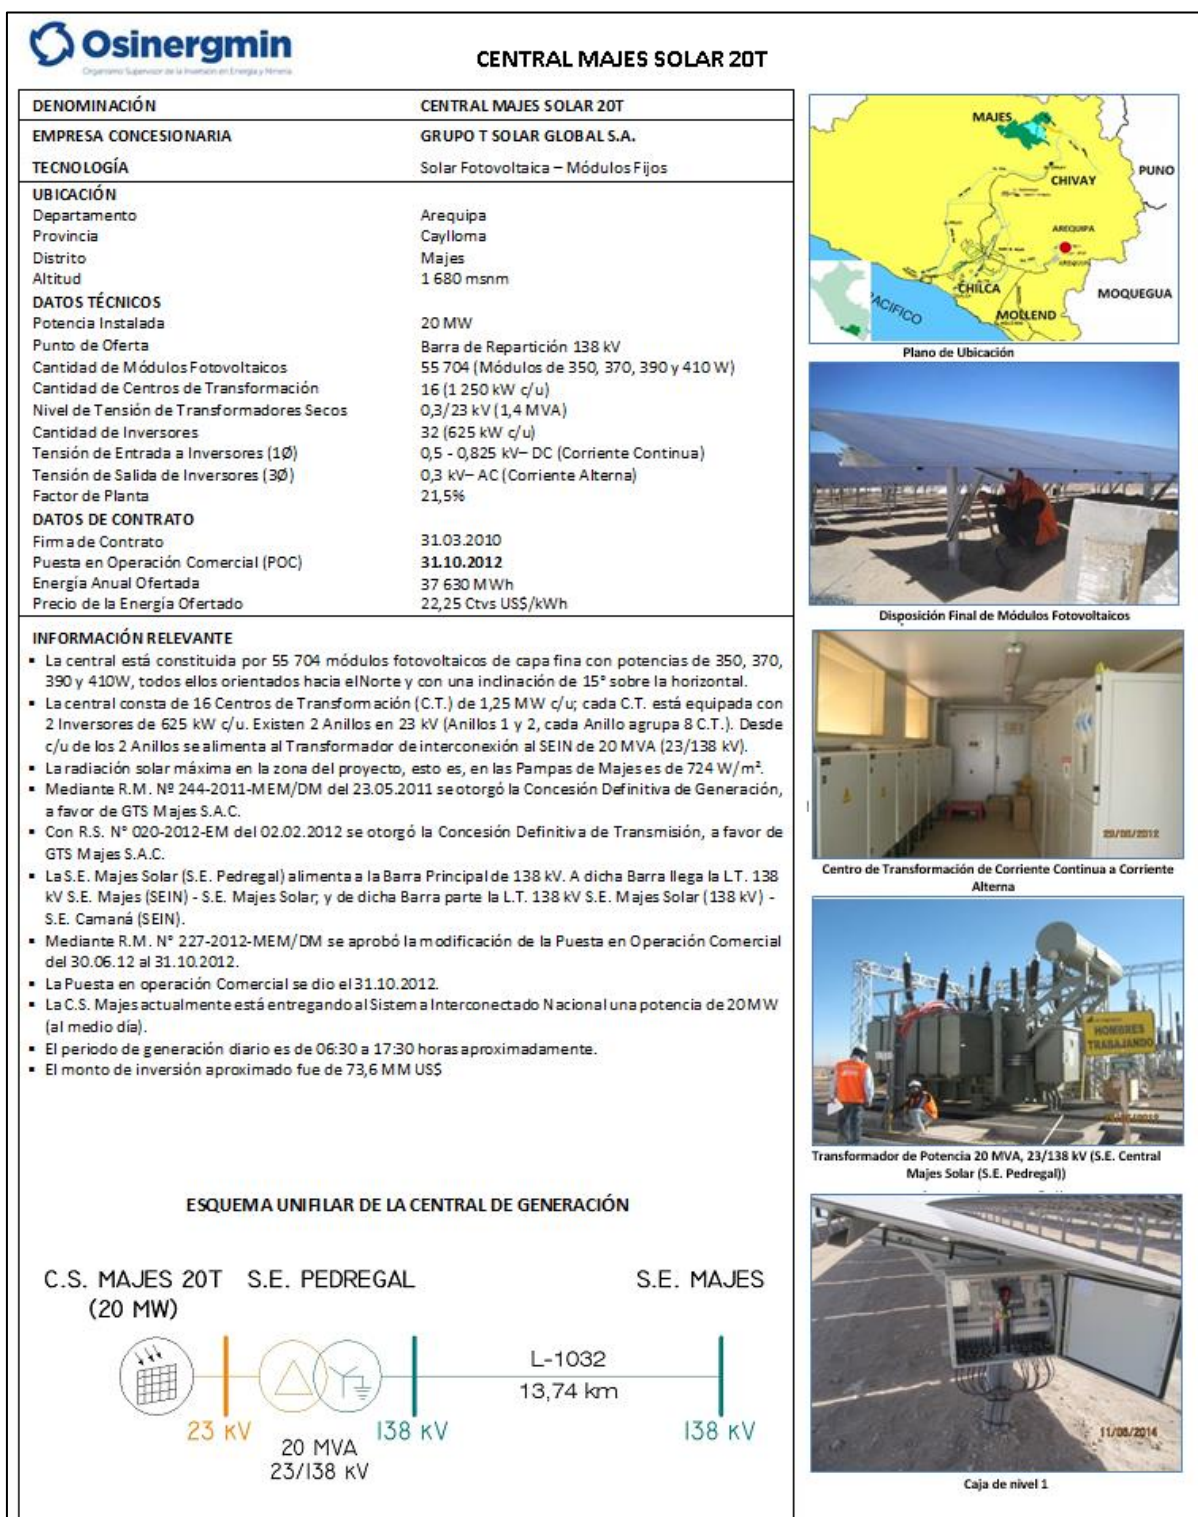 Osinergmin
Organismo Supervisor de la Inversión en Energía y Minería
CENTRAL MAJES SOLAR 20T
DENOMINACIÓN CENTRAL MAJES SOLAR 20T
EMPRESA CONCESIONARIA GRUPO T SOLAR GLOBAL S.A.
TECNOLOGÍA Solar Fotovoltaica – Módulos Fijos
UBICACIÓN
Departamento Arequipa
Provincia Caylloma
Distrito Majes
Altitud 1 680 msnm
DATOS TÉCNICOS
Potencia Instalada 20 MW
Punto de Oferta Barra de Repartición 138 kV
Cantidad de Módulos Fotovoltaicos 55 704 (Módulos de 350, 370, 390 y 410 W)
Cantidad de Centros de Transformación 16 (1 250 kW c/u)
Nivel de Tensión de Transformadores Secos 0,3/23 kV (1,4 MVA)
Cantidad de Inversores 32 (625 kW c/u)
Tensión de Entrada a Inversores (1Ø) 0,5 - 0,825 kV– DC (Corriente Continua)
Tensión de Salida de Inversores (3Ø) 0,3 kV– AC (Corriente Alterna)
Factor de Planta 21,5%
DATOS DE CONTRATO
Firma de Contrato 31.03.2010
Puesta en Operación Comercial (POC) 31.10.2012
Energía Anual Ofertada 37 630 MWh
Precio de la Energía Ofertado 22,25 Ctvs US$/kWh
INFORMACIÓN RELEVANTE
▪ La central está constituida por 55 704 módulos fotovoltaicos de capa fina con potencias de 350, 370,
390 y 410W, todos ellos orientados hacia el Norte y con una inclinación de 15° sobre la horizontal.
▪ La central consta de 16 Centros de Transformación (C.T.) de 1,25 MW c/u; cada C.T. está equipada con
2 Inversores de 625 kW c/u. Existen 2 Anillos en 23 kV (Anillos 1 y 2, cada Anillo agrupa 8 C.T.). Desde
c/u de los 2 Anillos se alimenta al Transformador de interconexión al SEIN de 20 MVA (23/138 kV).
▪ La radiación solar máxima en la zona del proyecto, esto es, en las Pampas de Majes es de 724 W/m².
▪ Mediante R.M. Nº 244-2011-MEM/DM del 23.05.2011 se otorgó la Concesión Definitiva de Generación,
a favor de GTS Majes S.A.C.
▪ Con R.S. N° 020-2012-EM del 02.02.2012 se otorgó la Concesión Definitiva de Transmisión, a favor de
GTS Majes S.A.C.
▪ La S.E. Majes Solar (S.E. Pedregal) alimenta a la Barra Principal de 138 kV. A dicha Barra llega la L.T. 138
kV S.E. Majes (SEIN) - S.E. Majes Solar; y de dicha Barra parte la L.T. 138 kV S.E. Majes Solar (138 kV) -
S.E. Camaná (SEIN).
▪ Mediante R.M. N° 227-2012-MEM/DM se aprobó la modificación de la Puesta en Operación Comercial
del 30.06.12 al 31.10.2012.
▪ La Puesta en operación Comercial se dio el 31.10.2012.
▪ La C.S. Majes actualmente está entregando al Sistema Interconectado Nacional una potencia de 20 MW
(al medio día).
▪ El periodo de generación diario es de 06:30 a 17:30 horas aproximadamente.
▪ El monto de inversión aproximado fue de 73,6 MM US$
ESQUEMA UNIFILAR DE LA CENTRAL DE GENERACIÓN
C.S. MAJES 20T S.E. PEDREGAL S.E. MAJES
(20 MW)
L-1032
13,74 km
23 kV 138 kV 138 kV
20 MVA
23/138 kV
MAJES
PUNO
CHIVAY
AREQUIPA
CHILCA
MOQUEGUA
PACIFICO
MOLLEND
Plano de Ubicación
Disposición Final de Módulos Fotovoltaicos
29/08/2012
Centro de Transformación de Corriente Continua a Corriente
Alterna
HOMBRES
TRABAJANDO
Transformador de Potencia 20 MVA, 23/138 kV (S.E. Central
Majes Solar (S.E. Pedregal))
11/06/2014
Caja de nivel 1